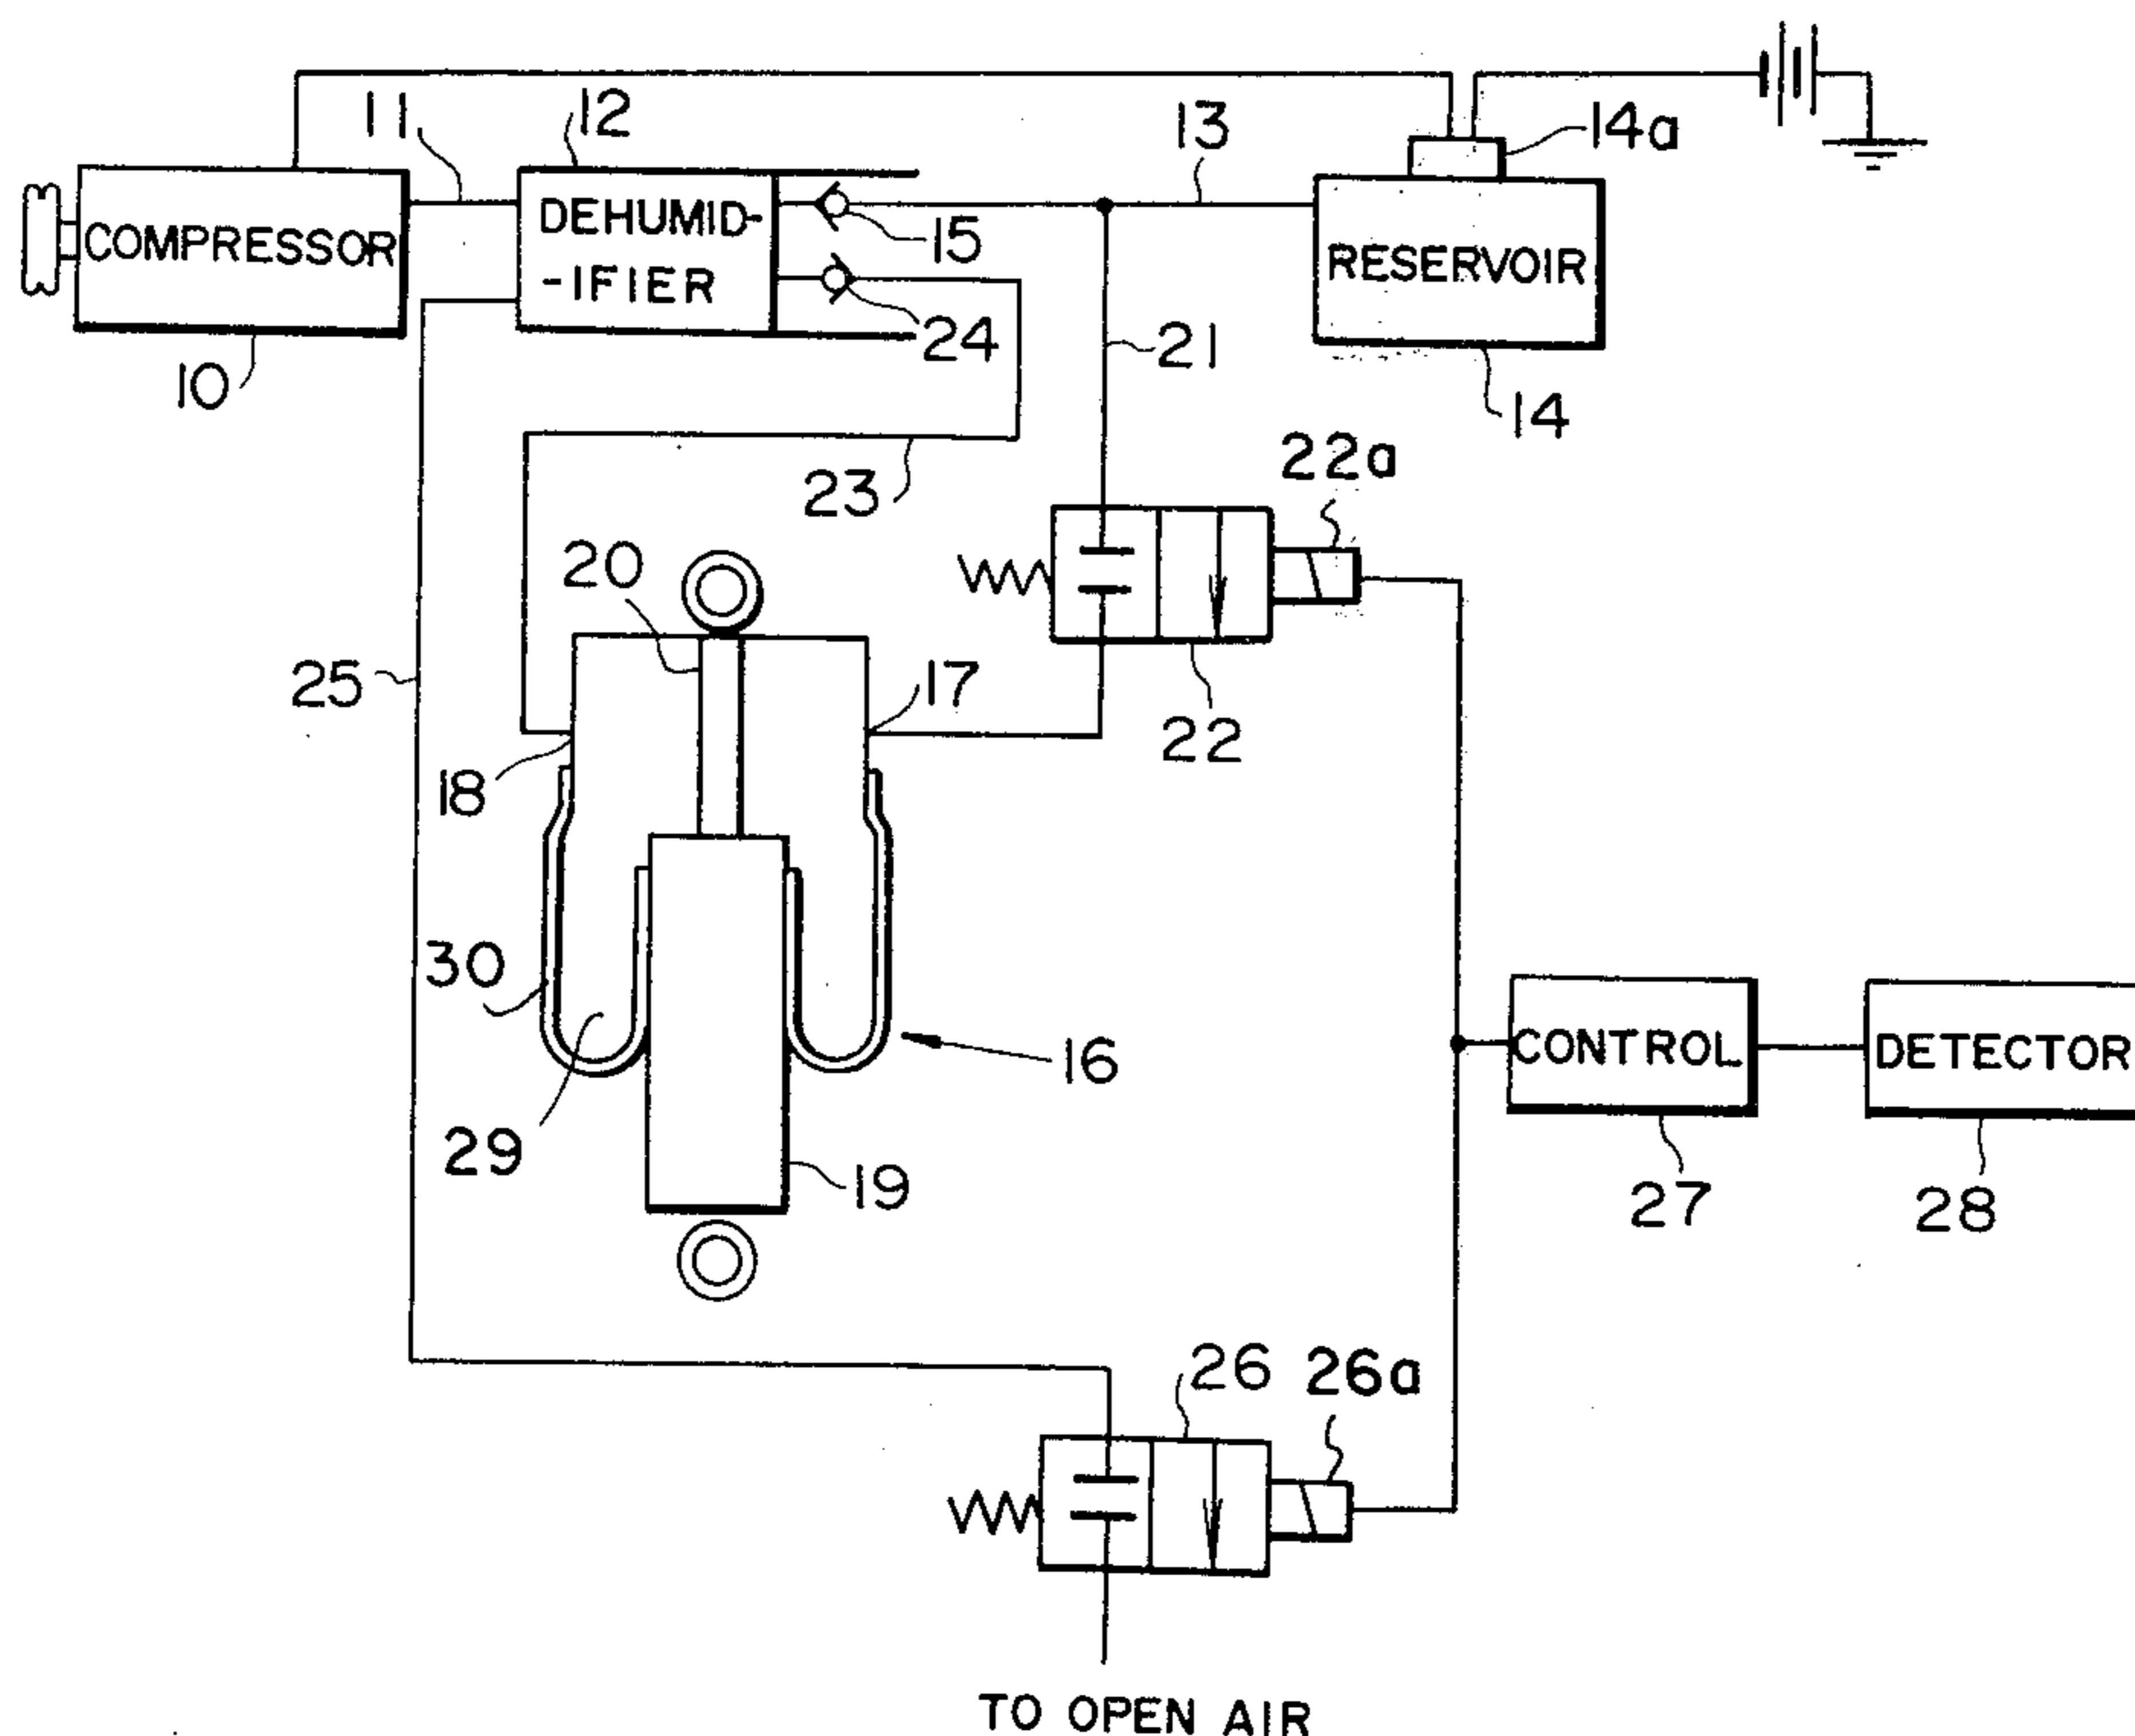 11
12
13
14a
COMPRESSOR
DEHUMID-
-IFIER
15
RESERVOIR
24
21
10
14
23
22a
20
25
17
22
18
30
16
CONTROL
DETECTOR
29
19
27
28
26
26a
TO OPEN AIR